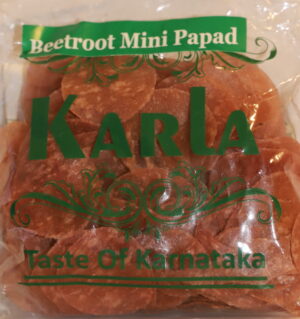 Beetroot Mini Papad
KARLA
Taste Of Karnataka